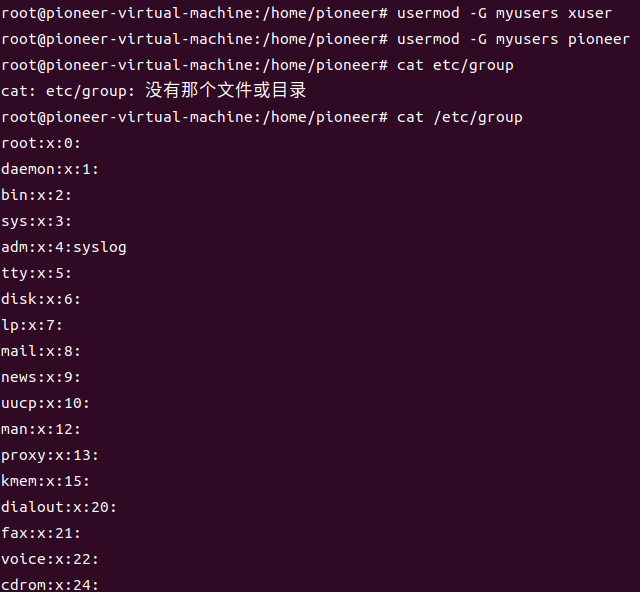 root@pioneer-virtual-machine:/home/pioneer# usermod -G myusers xuser
root@pioneer-virtual-machine:/home/pioneer# usermod -G myusers pioneer
root@pioneer-virtual-machine:/home/pioneer# cat etc/group
cat: etc/group: 没有那个文件或目录
root@pioneer-virtual-machine:/home/pioneer# cat /etc/group
root:x:0:
daemon:x:1:
bin:x:2:
sys:x:3:
adm:x:4:syslog
tty:x:5:
disk:x:6:
lp:x:7:
mail:x:8:
news:x:9:
uucp:x:10:
man:x:12:
proxy:x:13:
kmem:x:15:
dialout:x:20:
fax:x:21:
voice:x:22:
cdrom:x:24: